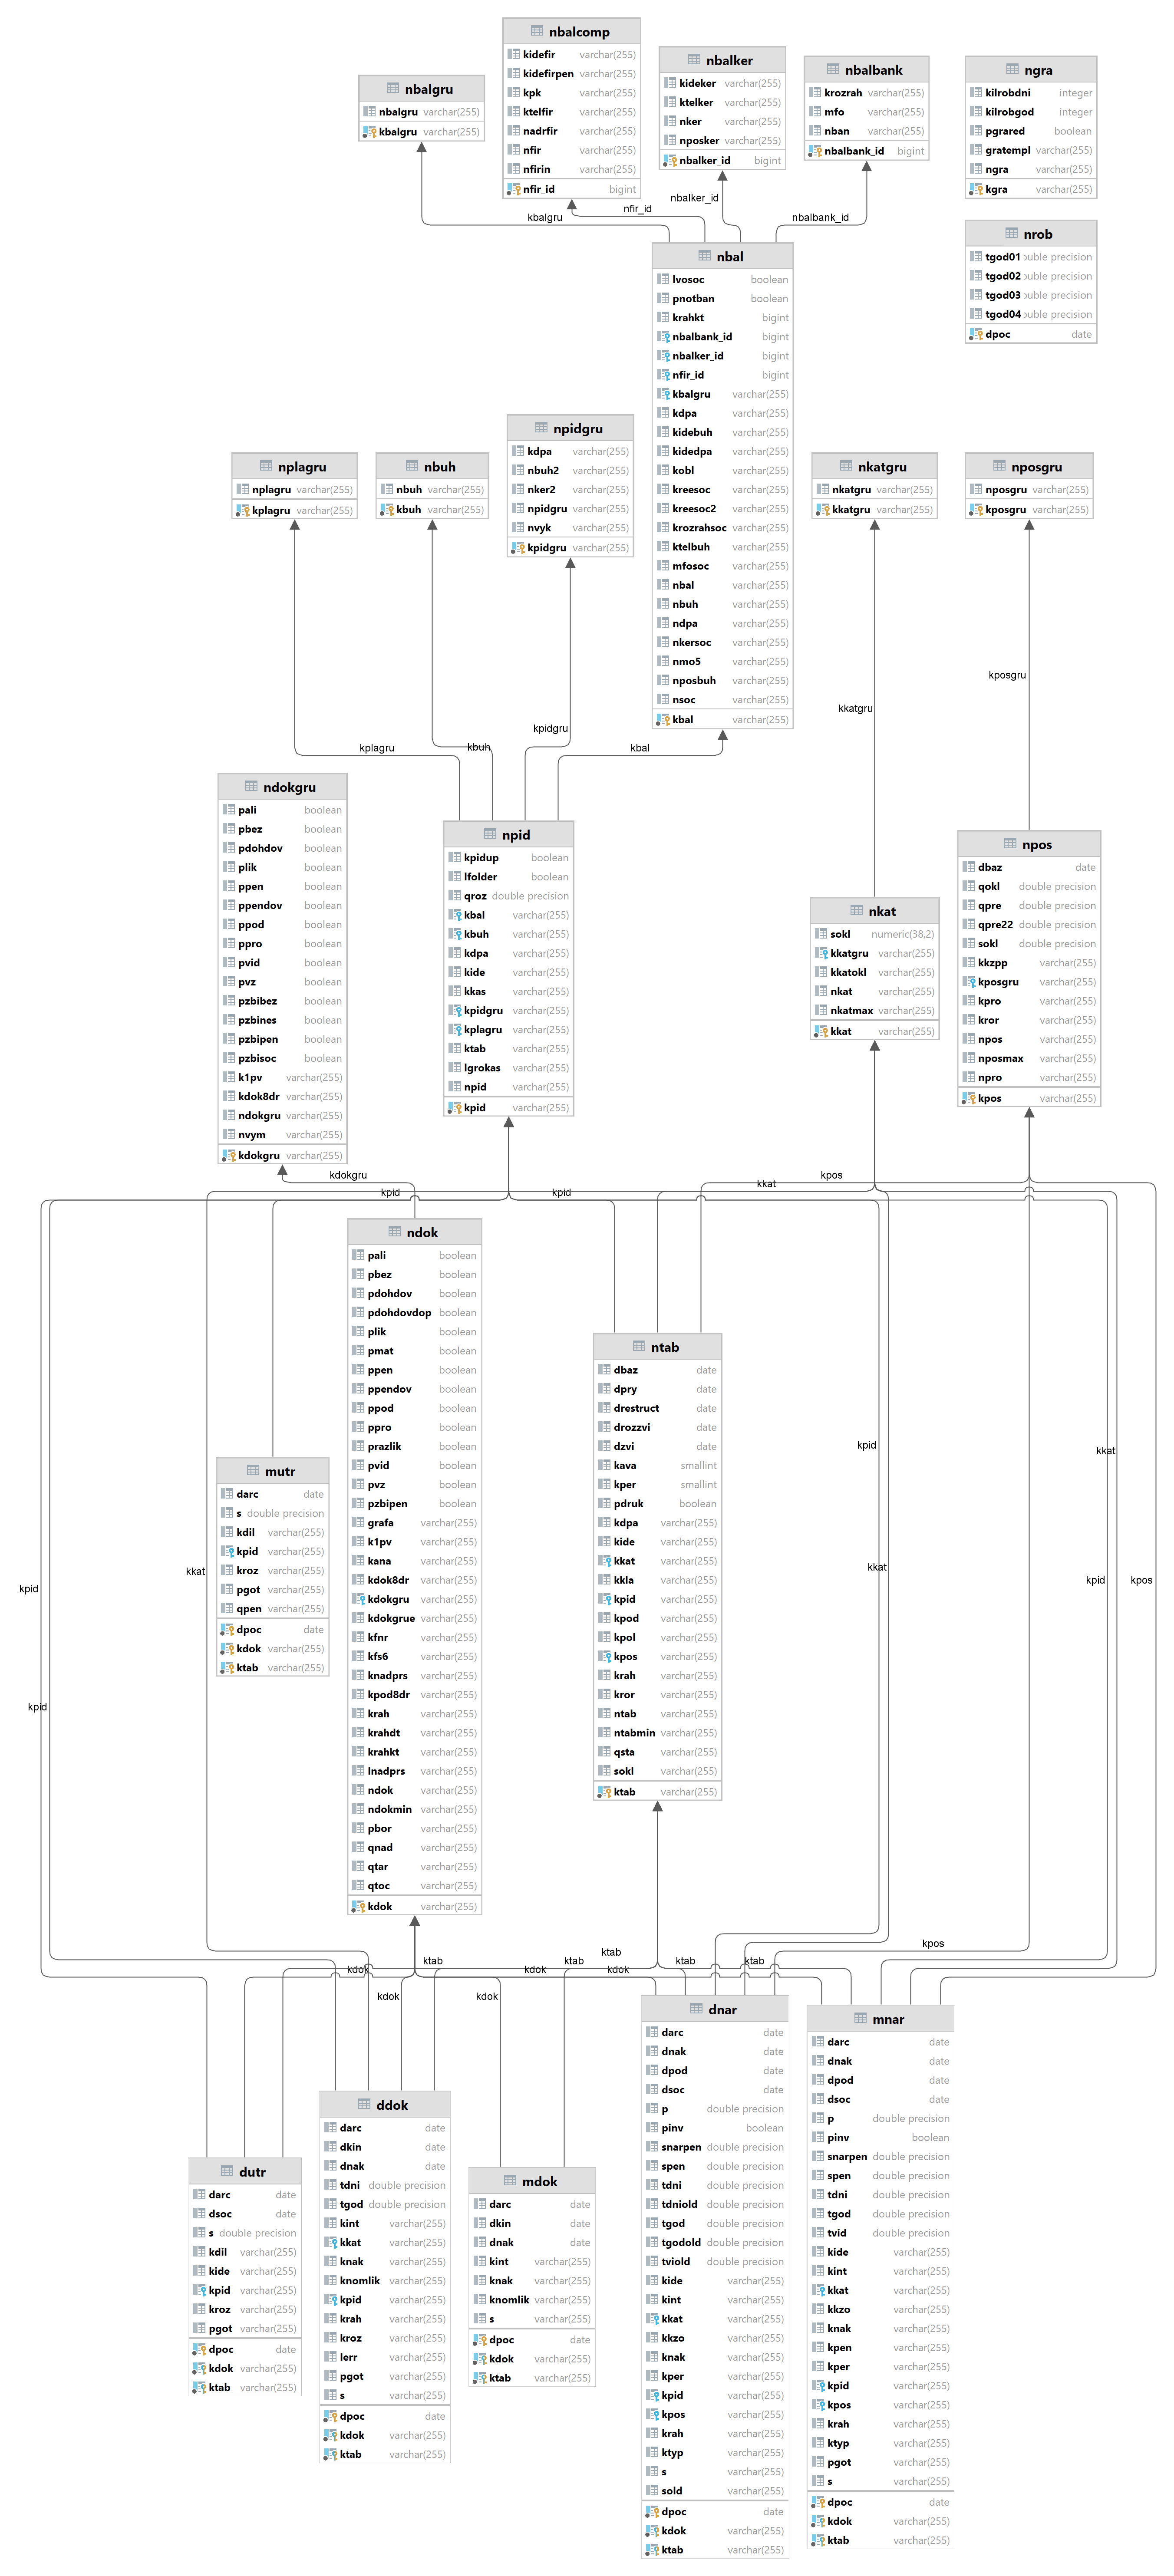 nbalcomp
kidefir varchar(255)
kidefirpen varchar(255)
kpk varchar(255)
ktelfir varchar(255)
nadrfir varchar(255)
nfir varchar(255)
nfirin varchar(255)
nfir_id bigint
nbalker
kideker varchar(255)
ktelker varchar(255)
nker varchar(255)
nposker varchar(255)
nbalker_id bigint
nbalbank
krozrah varchar(255)
mfo varchar(255)
nban varchar(255)
nbalbank_id bigint
ngra
kilrobdni integer
kilrobgod integer
pgrared boolean
gratempl varchar(255)
ngra varchar(255)
kgra varchar(255)
nbalgru
nbalgru varchar(255)
kbalgru varchar(255)
nbalker_id
nfir_id
kbalgru
nbalbank_id
nrob
tgod01 ouble precision
tgod02 ouble precision
tgod03 ouble precision
tgod04 ouble precision
dpoc date
nbal
lvosoc boolean
pnotban boolean
krahkt bigint
nbalbank_id bigint
nbalker_id bigint
nfir_id bigint
kbalgru varchar(255)
kdpa varchar(255)
kidebuh varchar(255)
kidedpa varchar(255)
kobl varchar(255)
kreesoc varchar(255)
kreesoc2 varchar(255)
krozrahsoc varchar(255)
ktelbuh varchar(255)
mfosoc varchar(255)
nbal varchar(255)
nbuh varchar(255)
ndpa varchar(255)
nkersoc varchar(255)
nmo5 varchar(255)
nposbuh varchar(255)
nsoc varchar(255)
kbal varchar(255)
npidgru
kdpa varchar(255)
nbuh2 varchar(255)
nker2 varchar(255)
npidgru varchar(255)
nvyk varchar(255)
kpidgru varchar(255)
nplagru
nplagru varchar(255)
kplagru varchar(255)
nbuh
nbuh varchar(255)
kbuh varchar(255)
nkatgru
nkatgru varchar(255)
kkatgru varchar(255)
nposgru
nposgru varchar(255)
kposgru varchar(255)
kposgru
kkatgru
kpidgru
kplagru
kbuh
kbal
ndokgru
pali boolean
pbez boolean
pdohdov boolean
plik boolean
ppen boolean
ppendov boolean
ppod boolean
ppro boolean
pvid boolean
pvz boolean
pzbibez boolean
pzbines boolean
pzbipen boolean
pzbisoc boolean
k1pv varchar(255)
kdok8dr varchar(255)
ndokgru varchar(255)
nvym varchar(255)
kdokgru varchar(255)
npid
kpidup boolean
lfolder boolean
qroz double precision
kbal varchar(255)
kbuh varchar(255)
kdpa varchar(255)
kide varchar(255)
kkas varchar(255)
kpidgru varchar(255)
kplagru varchar(255)
ktab varchar(255)
lgrokas varchar(255)
npid varchar(255)
kpid varchar(255)
nkat
sokl numeric(38,2)
kkatgru varchar(255)
kkatokl varchar(255)
nkat varchar(255)
nkatmax varchar(255)
kkat varchar(255)
npos
dbaz date
qokl double precision
qpre double precision
qpre22 double precision
sokl double precision
kkzpp varchar(255)
kposgru varchar(255)
kpro varchar(255)
kror varchar(255)
npos varchar(255)
nposmax varchar(255)
npro varchar(255)
kpos varchar(255)
kdokgru
kpos
kkat
kpid
kpid
ndok
pali boolean
pbez boolean
pdohdov boolean
pdohdovdop boolean
plik boolean
pmat boolean
ppen boolean
ppendov boolean
ppod boolean
ppro boolean
prazlik boolean
pvid boolean
pvz boolean
pzbipen boolean
grafa varchar(255)
k1pv varchar(255)
kana varchar(255)
kdok8dr varchar(255)
kdokgru varchar(255)
kdokgrue varchar(255)
kfnr varchar(255)
kfs6 varchar(255)
knadprs varchar(255)
kpod8dr varchar(255)
krah varchar(255)
krahdt varchar(255)
krahkt varchar(255)
lnadprs varchar(255)
ndok varchar(255)
ndokmin varchar(255)
pbor varchar(255)
qnad varchar(255)
qtar varchar(255)
qtoc varchar(255)
kdok varchar(255)
ntab
dbaz date
dpry date
drestruct date
drozzvi date
dzvi date
kava smallint
kper smallint
pdruk boolean
kdpa varchar(255)
kide varchar(255)
kkat varchar(255)
kkla varchar(255)
kpid varchar(255)
kpod varchar(255)
kpol varchar(255)
kpos varchar(255)
krah varchar(255)
kror varchar(255)
ntab varchar(255)
ntabmin varchar(255)
qsta varchar(255)
sokl varchar(255)
ktab varchar(255)
mutr
darc date
s double precision
kdil varchar(255)
kpid varchar(255)
kroz varchar(255)
pgot varchar(255)
qpen varchar(255)
dpoc date
kdok varchar(255)
ktab varchar(255)
kpid
kkat
kkat
kkat
kpid
kpos
kpid
kpid
kpos
ktab
ktab
ktab
ktab
ktab
kdok
kdok
kdok
kdok
kdok
dnar
darc date
dnak date
dpod date
dsoc date
p double precision
pinv boolean
snarpen double precision
spen double precision
tdni double precision
tdniold double precision
tgod double precision
tgodold double precision
tviold double precision
kide varchar(255)
kint varchar(255)
kkat varchar(255)
kkzo varchar(255)
knak varchar(255)
kper varchar(255)
kpid varchar(255)
kpos varchar(255)
krah varchar(255)
ktyp varchar(255)
s varchar(255)
sold varchar(255)
dpoc date
kdok varchar(255)
ktab varchar(255)
mnar
darc date
dnak date
dpod date
dsoc date
p double precision
pinv boolean
snarpen double precision
spen double precision
tdni double precision
tgod double precision
tvid double precision
kide varchar(255)
kint varchar(255)
kkat varchar(255)
kkzo varchar(255)
knak varchar(255)
kpen varchar(255)
kper varchar(255)
kpid varchar(255)
kpos varchar(255)
krah varchar(255)
ktyp varchar(255)
pgot varchar(255)
s varchar(255)
dpoc date
kdok varchar(255)
ktab varchar(255)
ddok
darc date
dkin date
dnak date
tdni double precision
tgod double precision
kint varchar(255)
kkat varchar(255)
knak varchar(255)
knomlik varchar(255)
kpid varchar(255)
krah varchar(255)
kroz varchar(255)
lerr varchar(255)
pgot varchar(255)
s varchar(255)
dpoc date
kdok varchar(255)
ktab varchar(255)
dutr
darc date
dsoc date
s double precision
kdil varchar(255)
kide varchar(255)
kpid varchar(255)
kroz varchar(255)
pgot varchar(255)
dpoc date
kdok varchar(255)
ktab varchar(255)
mdok
darc date
dkin date
dnak date
kint varchar(255)
knak varchar(255)
knomlik varchar(255)
s varchar(255)
dpoc date
kdok varchar(255)
ktab varchar(255)